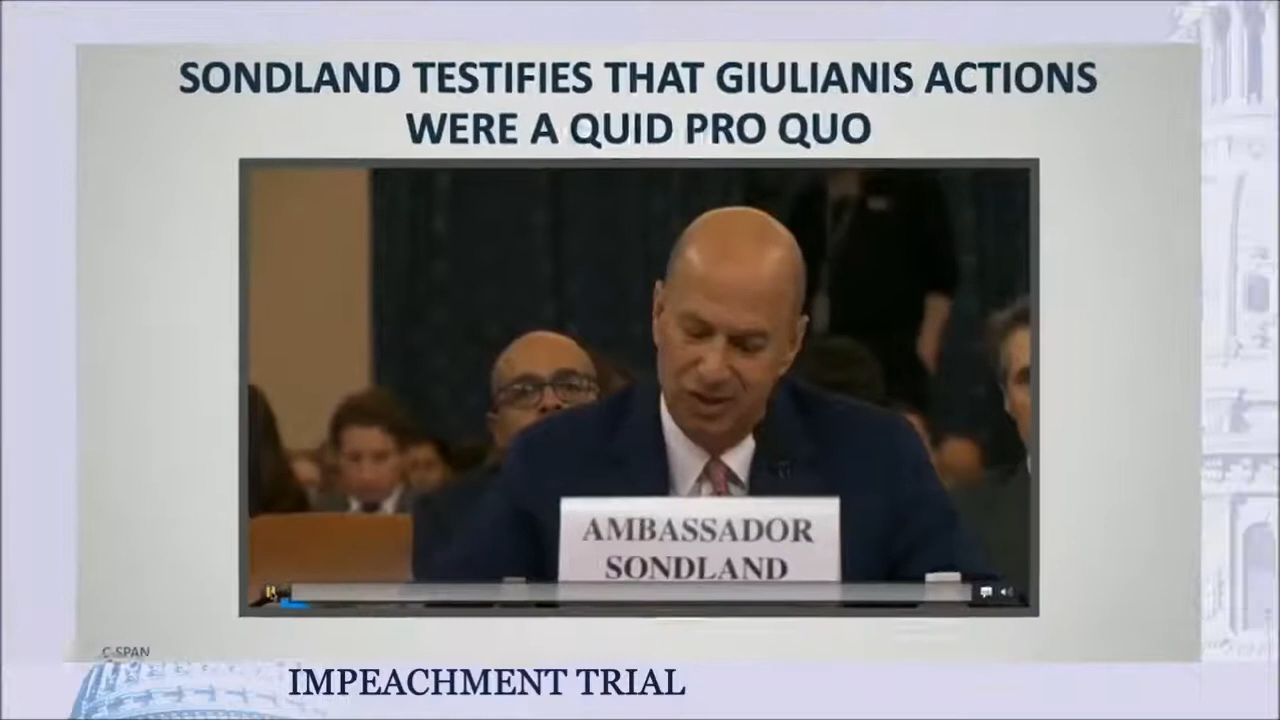 SONDLAND TESTIFIES THAT GIULIANIS ACTIONS
WERE A QUID PRO QUO
AMBASSADOR
SONDLAND
C-SPAN
IMPEACHMENT TRIAL